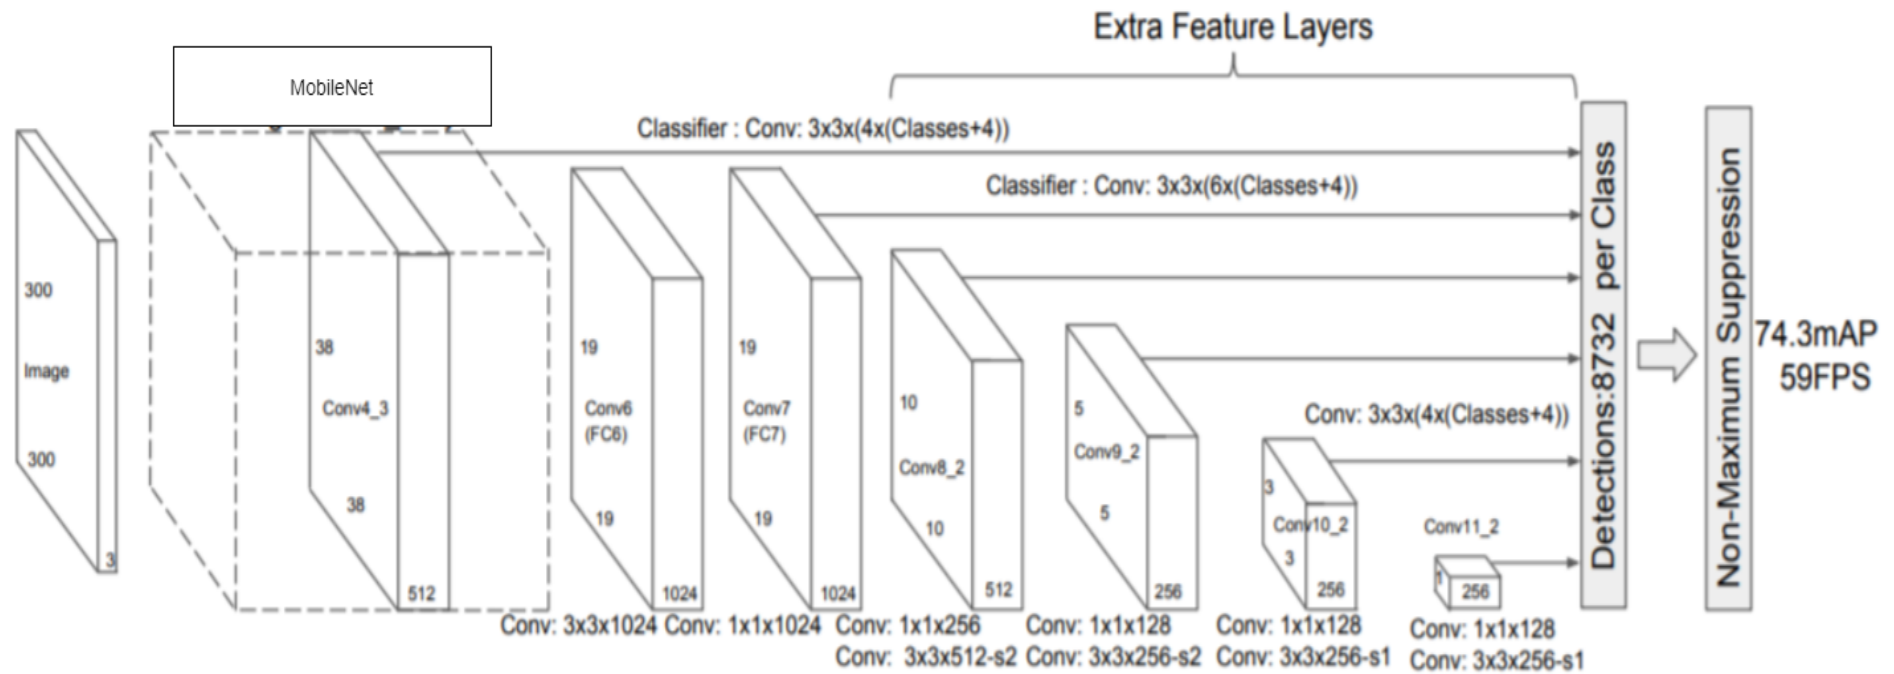 Extra Feature Layers
MobileNet
Classifier : Conv: 3x3x(4x(Classes+4))
Classifier : Conv: 3x3x(6x(Classes+4))
300
Image
300
3
38
Conv4_3
38
512
19
Conv6
(FC6)
19
1024
19
Conv7
(FC7)
19
1024
10
Conv8_2
10
512
5
Conv9_2
5
256
Conv: 3x3x(4x(Classes+4))
3
Conv10_2
3
256
Conv11_2
1
256
Detections:8732 per Class
Non-Maximum Suppression
74.3mAP
59FPS
Conv: 3x3x1024
Conv: 1x1x1024
Conv: 1x1x256
Conv: 3x3x512-s2
Conv: 1x1x128
Conv: 3x3x256-s2
Conv: 1x1x128
Conv: 3x3x256-s1
Conv: 1x1x128
Conv: 3x3x256-s1